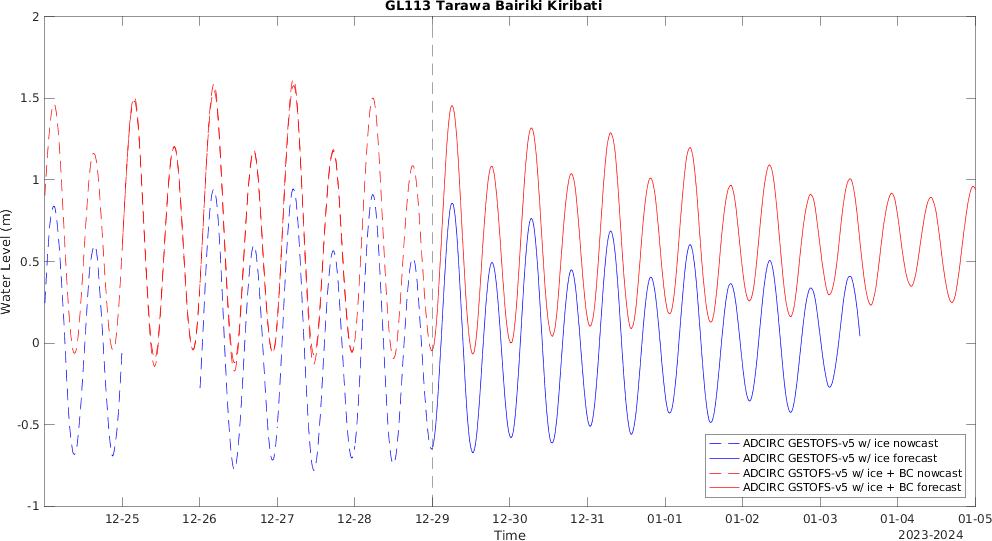 GL113 Tarawa Bairiki Kiribati
2
1.5
1
0.5
0
-0.5
-1
Water Level (m)
12-25 12-26 12-27 12-28 12-29 12-30 12-31 01-01 01-02 01-03 01-04 01-05
Time
2023-2024
ADCIRC GESTOFS-v5 w/ ice nowcast
ADCIRC GESTOFS-v5 w/ ice forecast
ADCIRC GSTOFS-v5 w/ ice + BC nowcast
ADCIRC GSTOFS-v5 w/ ice + BC forecast